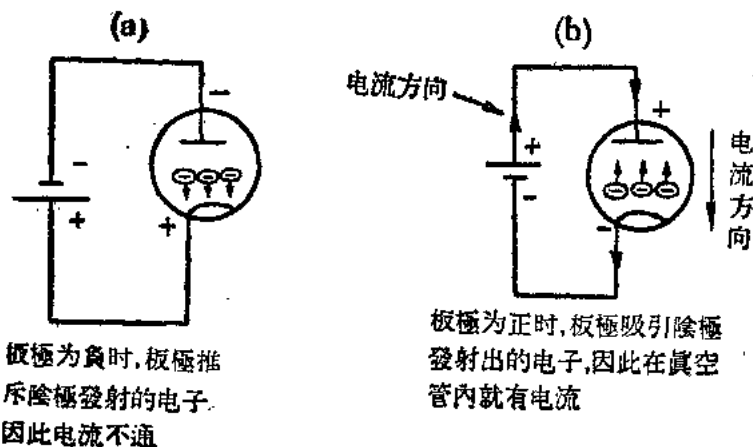 (a)
−
−
+
+
板極为負时,板極推
斥陰極發射的电子
因此电流不通
(b)
电流方向
+
+
−
−
电
流
方
向
板極为正时,板極吸引陰極
發射出的电子,因此在眞空
管內就有电流